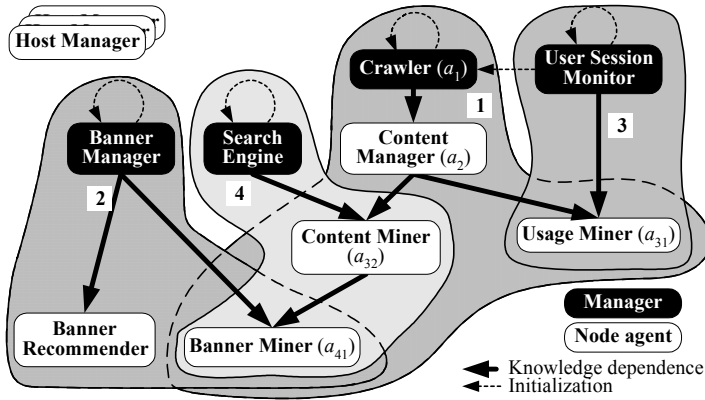 Host Manager
Crawler (a1)
User Session
Monitor
1
3
Banner
Manager
Search
Engine
Content
Manager (a2)
2
4
Content Miner
(a32)
Usage Miner (a31)
Banner
Recommender
Banner Miner (a41)
Manager
Node agent
Knowledge dependence
Initialization